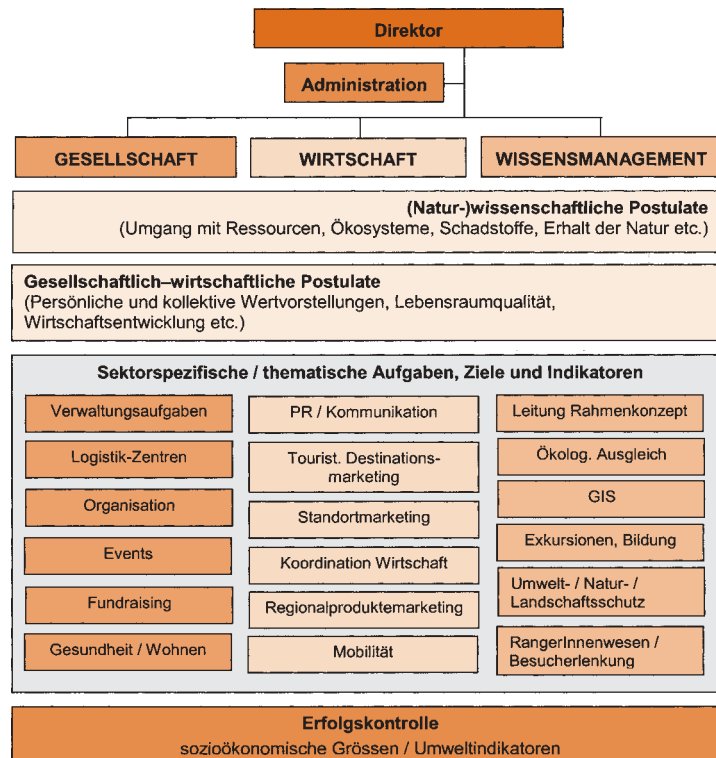 Direktor
Administration
GESELLSCHAFT
WIRTSCHAFT
WISSENSMANAGEMENT
(Natur-)wissenschaftliche Postulate
(Umgang mit Ressourcen, Ökosysteme, Schadstoffe, Erhalt der Natur etc.)
Gesellschaftlich–wirtschaftliche Postulate
(Persönliche und kollektive Wertvorstellungen, Lebensraumqualität,
Wirtschaftsentwicklung etc.)
Sektorspezifische / thematische Aufgaben, Ziele und Indikatoren
Verwaltungsaufgaben
Logistik-Zentren
Organisation
Events
Fundraising
Gesundheit / Wohnen
PR / Kommunikation
Tourist. Destinations-
marketing
Standortmarketing
Koordination Wirtschaft
Regionalproduktemarketing
Mobilität
Leitung Rahmenkonzept
Ökolog. Ausgleich
GIS
Exkursionen, Bildung
Umwelt- / Natur- /
Landschaftsschutz
RangerInnenwesen /
Besucherlenkung
Erfolgskontrolle
sozioökonomische Grössen / Umweltindikatoren